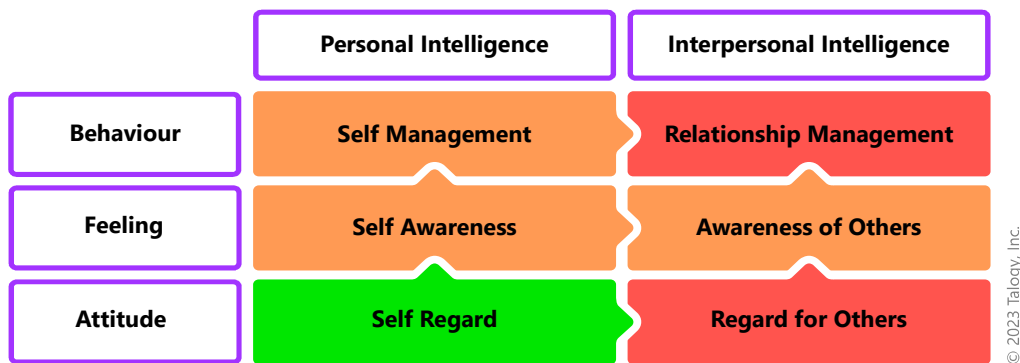 Personal Intelligence
Interpersonal Intelligence
Behaviour
Self Management
Relationship Management
Feeling
Self Awareness
Awareness of Others
Attitude
Self Regard
Regard for Others
© 2023 Talogy, Inc.